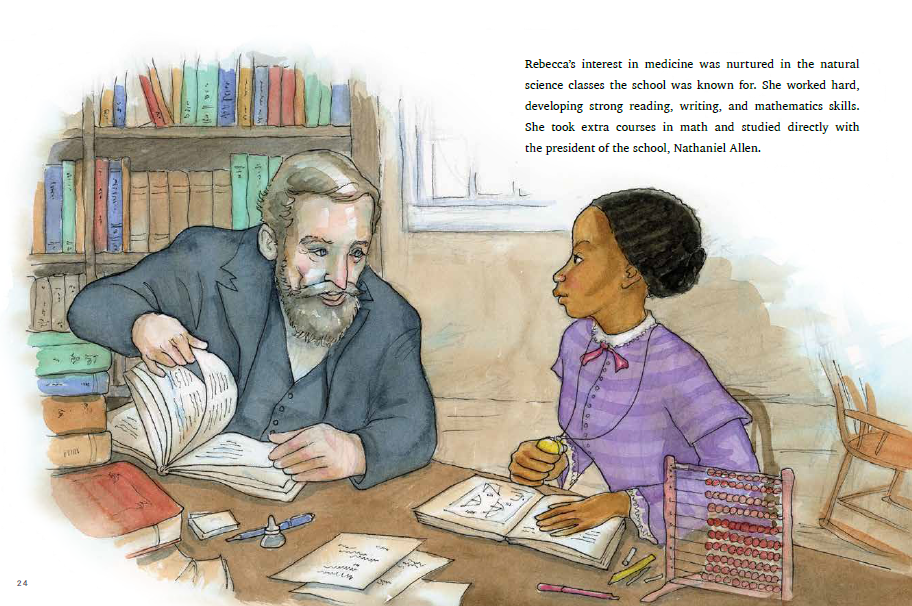 Rebecca's interest in medicine was nurtured in the natural
science classes the school was known for. She worked hard,
developing strong reading, writing, and mathematics skills.
She took extra courses in math and studied directly with
the president of the school, Nathaniel Allen.
24